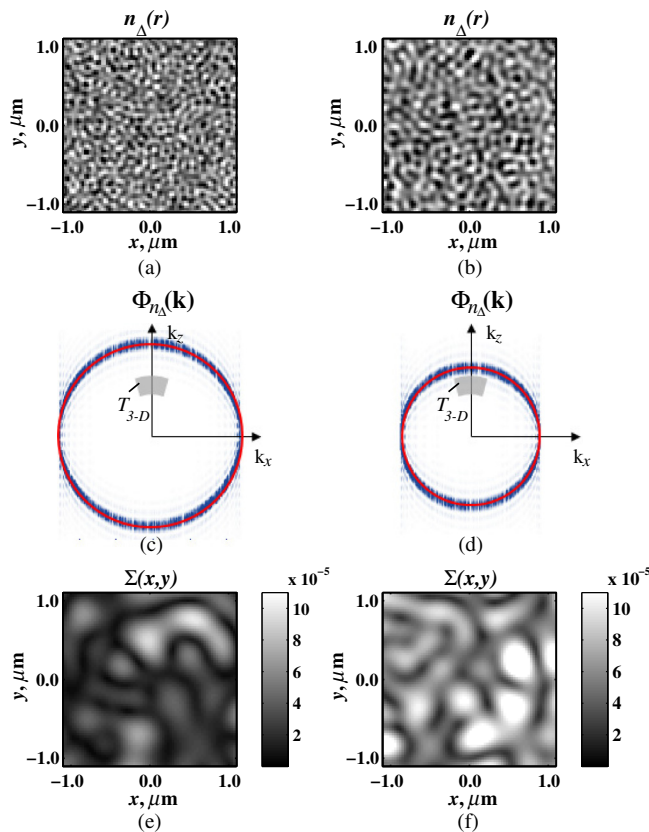 n_Δ(r)
n_Δ(r)
1.0
0.0
-1.0
y, μm
-1.0 0.0 1.0
x, μm
(a)
1.0
0.0
-1.0
y, μm
-1.0 0.0 1.0
x, μm
(b)
Φ_{n_Δ}(k)
k_z
T_{3-D}
k_x
(c)
Φ_{n_Δ}(k)
k_z
T_{3-D}
k_x
(d)
Σ(x,y)
x 10^{-5}
1.0
0.0
-1.0
y, μm
-1.0 0.0 1.0
x, μm
10
8
6
4
2
(e)
Σ(x,y)
x 10^{-5}
1.0
0.0
-1.0
y, μm
-1.0 0.0 1.0
x, μm
10
8
6
4
2
(f)